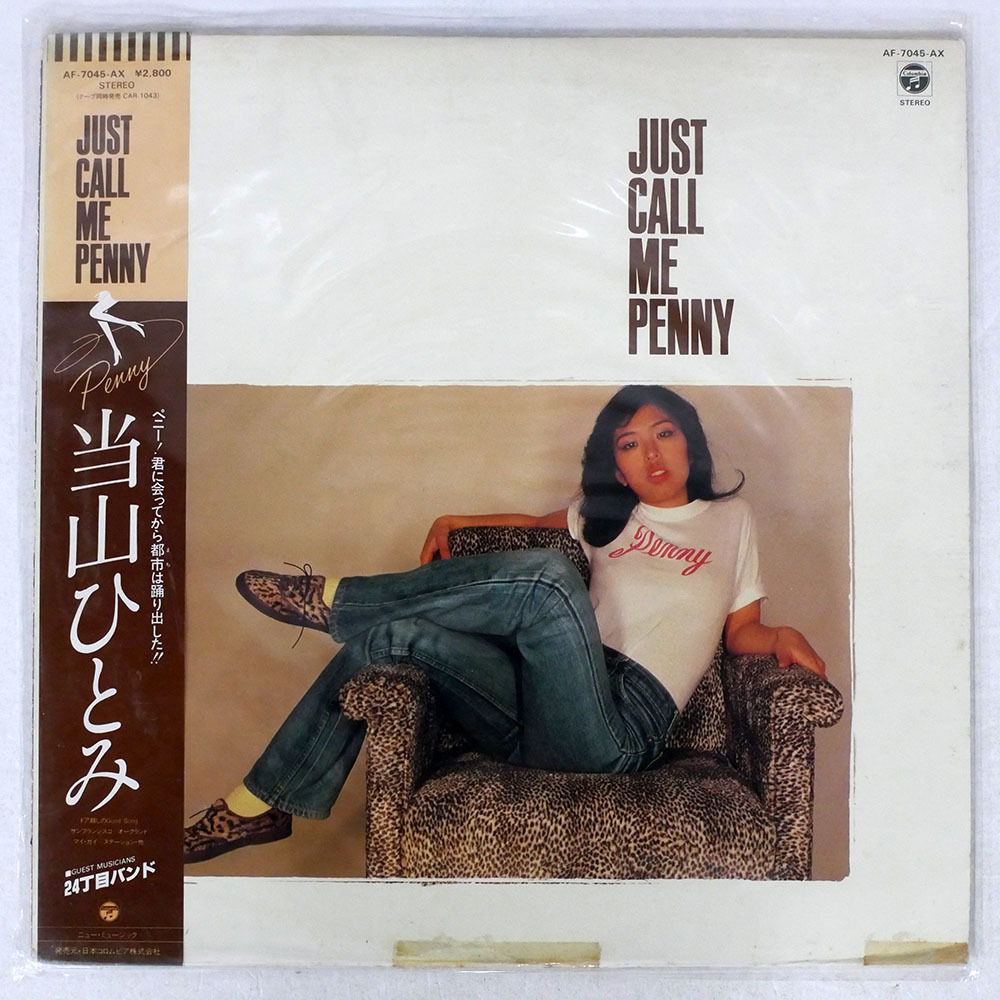 AF-7045-AX ¥2,800
STEREO
(テープ同時発売 CAR-1043)
JUST
CALL
ME
PENNY
Penny
ペニー!君に会ってから都市は踊り出した!!
まち
当山ひとみ
ドア越しのGood Song
サンフランシスコ オークランド
マイ・ガイ ステーション 他
■GUEST MUSICIANS
24丁目バンド
ニュー・ミュージック
発売元・日本コロムビア株式会社
AF-7045-AX
Columbia
STEREO
JUST
CALL
ME
PENNY
Penny